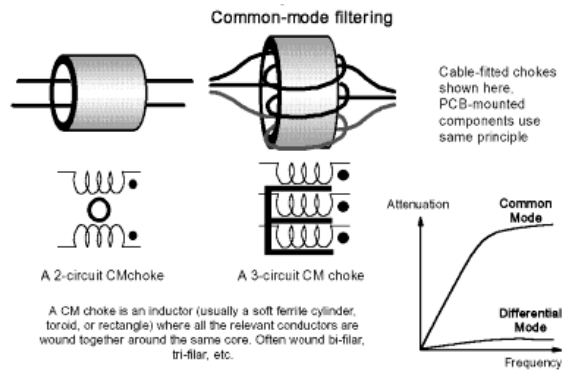 Common-mode filtering
Cable-fitted chokes
shown here.
PCB-mounted
components use
same principle
A 2-circuit CMchoke
A 3-circuit CM choke
A CM choke is an inductor (usually a soft ferrite cylinder,
toroid, or rectangle) where all the relevant conductors are
wound together around the same core. Often wound bi-filar,
tri-filar, etc.
Attenuation
Common
Mode
Differential
Mode
Frequency